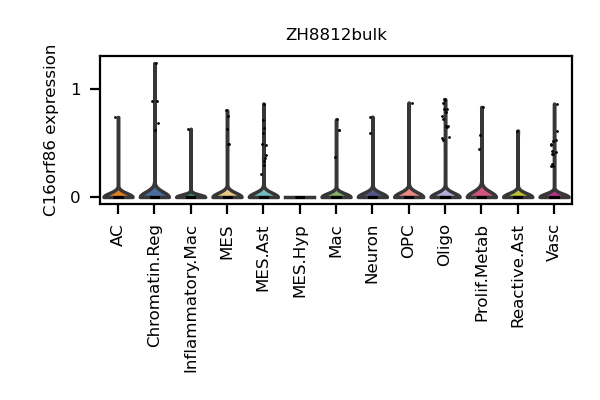 ZH8812bulk
C16orf86 expression
1
0
AC
Chromatin.Reg
Inflammatory.Mac
MES
MES.Ast
MES.Hyp
Mac
Neuron
OPC
Oligo
Prolif.Metab
Reactive.Ast
Vasc